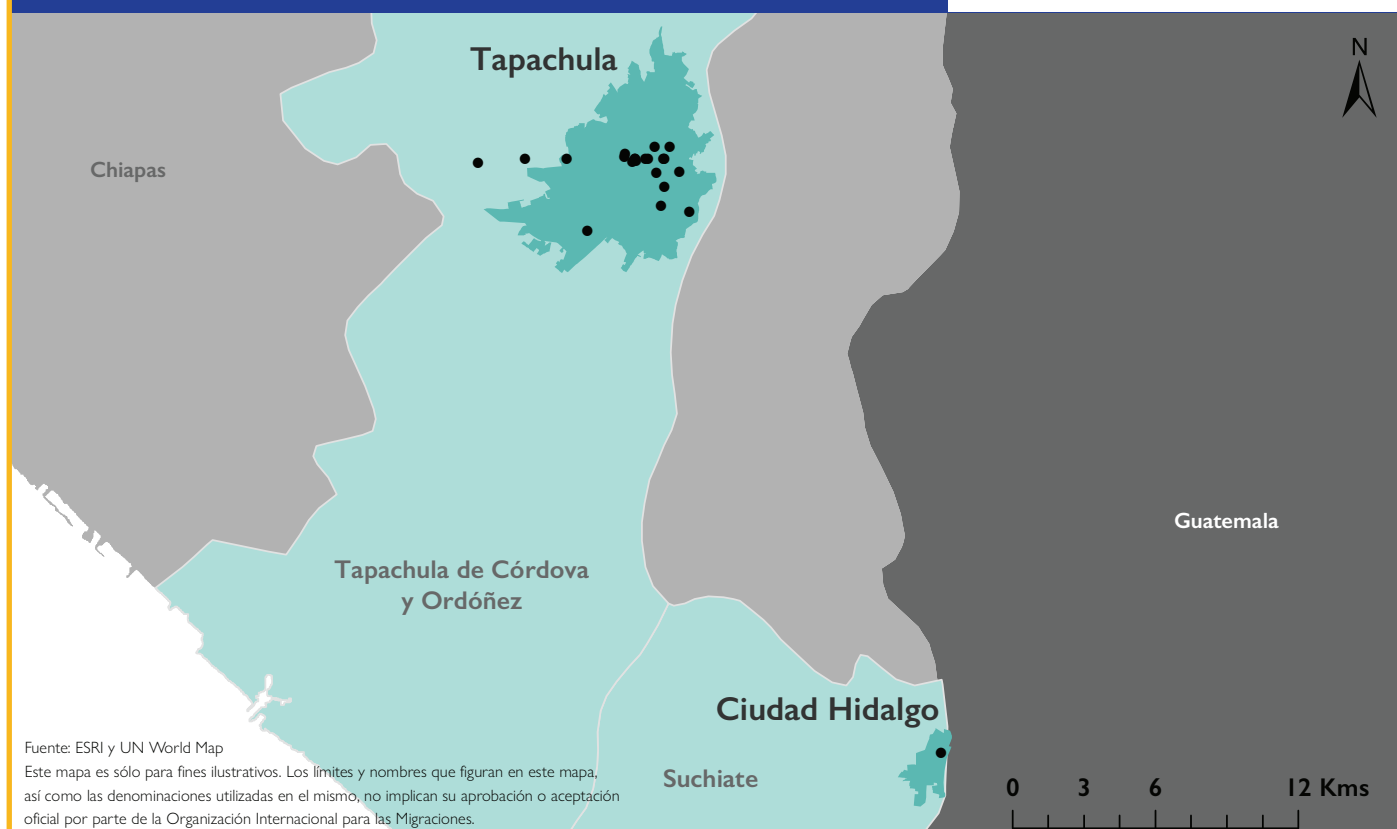 Tapachula
N
Chiapas
Guatemala
Tapachula de Córdova
y Ordóñez
Ciudad Hidalgo
Suchiate
Fuente: ESRI y UN World Map
Este mapa es sólo para fines ilustrativos. Los límites y nombres que figuran en este mapa,
así como las denominaciones utilizadas en el mismo, no implican su aprobación o aceptación
oficial por parte de la Organización Internacional para las Migraciones.
0 3 6 12 Kms